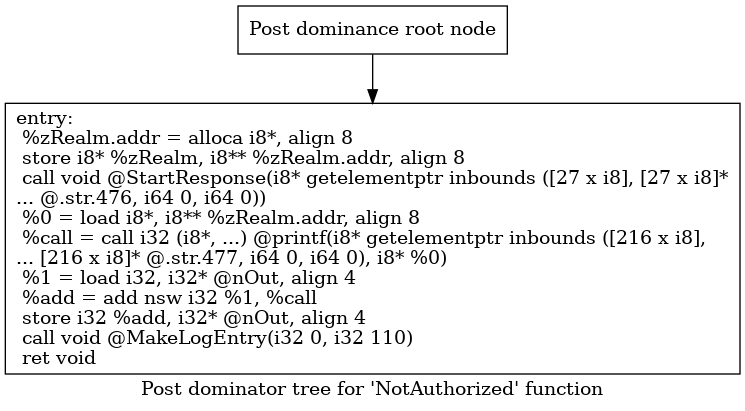 Post dominance root node
entry:
%zRealm.addr = alloca i8*, align 8
store i8* %zRealm, i8** %zRealm.addr, align 8
call void @StartResponse(i8* getelementptr inbounds ([27 x i8], [27 x i8]*
... @.str.476, i64 0, i64 0))
%0 = load i8*, i8** %zRealm.addr, align 8
%call = call i32 (i8*, ...) @printf(i8* getelementptr inbounds ([216 x i8],
... [216 x i8]* @.str.477, i64 0, i64 0), i8* %0)
%1 = load i32, i32* @nOut, align 4
%add = add nsw i32 %1, %call
store i32 %add, i32* @nOut, align 4
call void @MakeLogEntry(i32 0, i32 110)
ret void
Post dominator tree for 'NotAuthorized' function